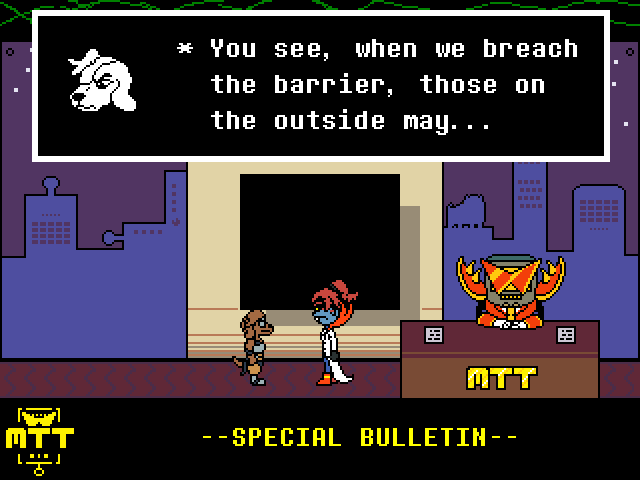 * You see, when we breach
the barrier, those on
the outside may...
MTT
MTT
--SPECIAL BULLETIN--